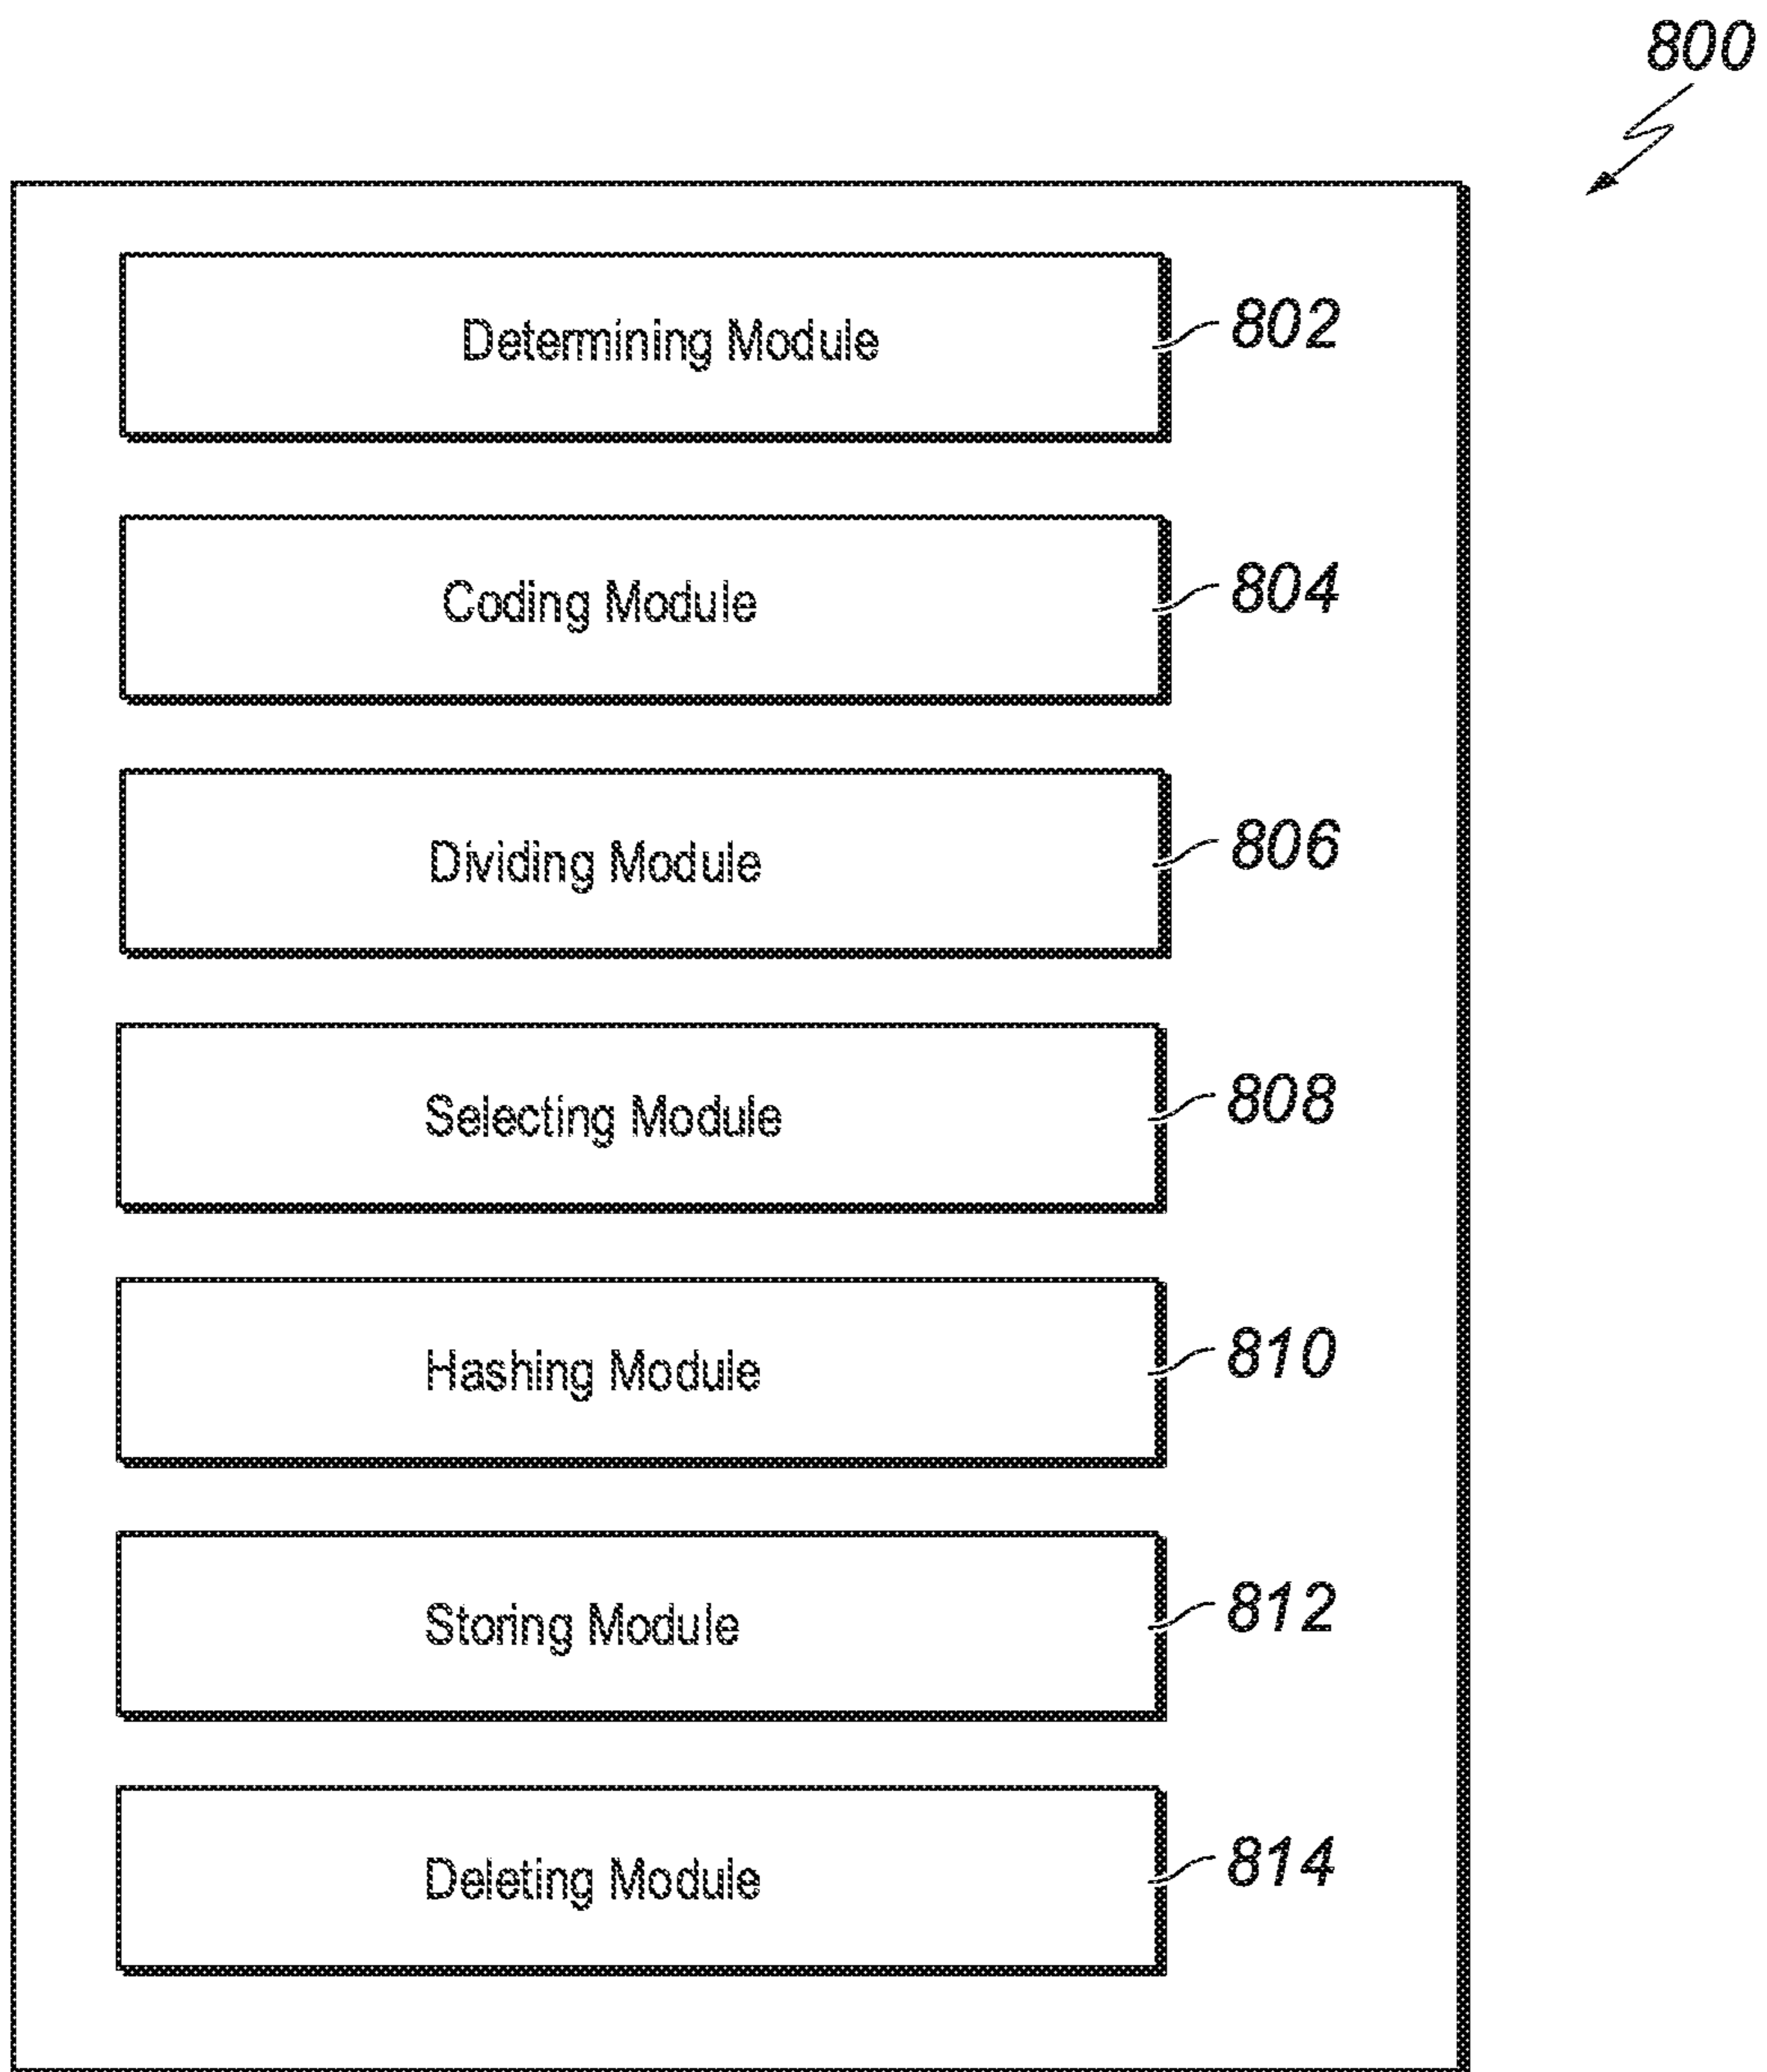 800
Determining Module 802
Coding Module 804
Dividing Module 806
Selecting Module 808
Hashing Module 810
Storing Module 812
Deleting Module 814